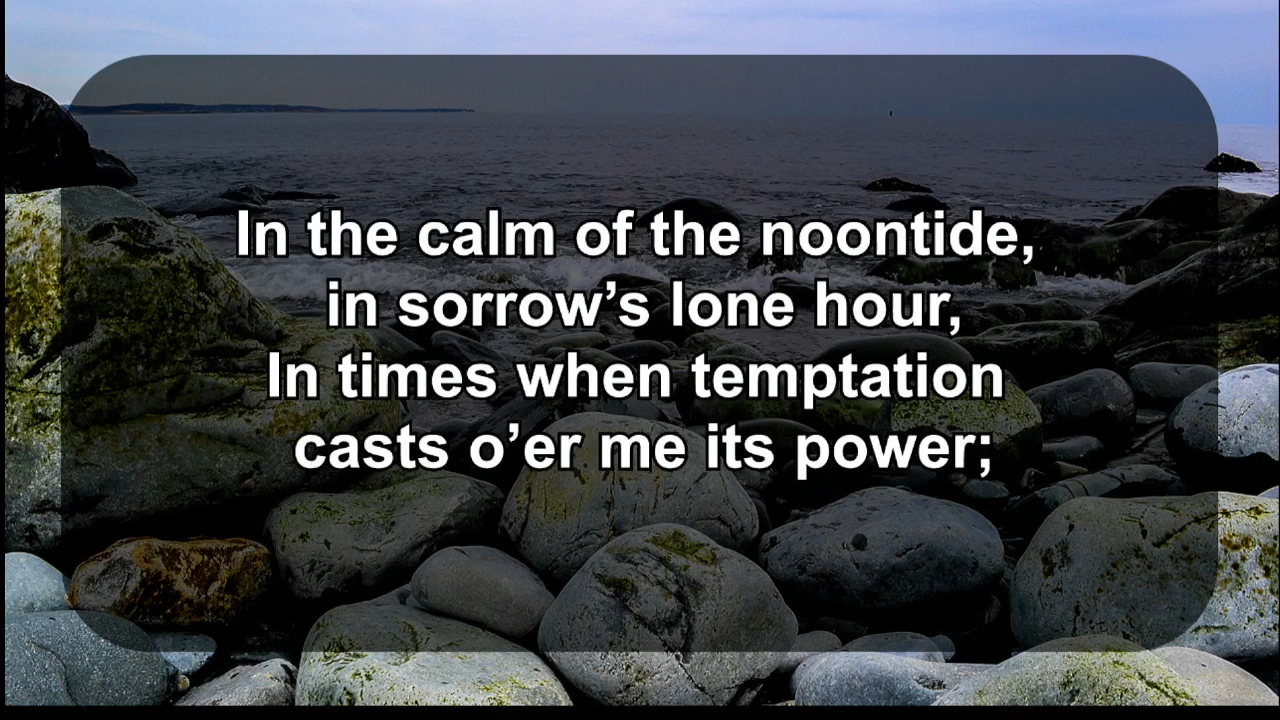 In the calm of the noontide,
in sorrow’s lone hour,
In times when temptation
casts o’er me its power;